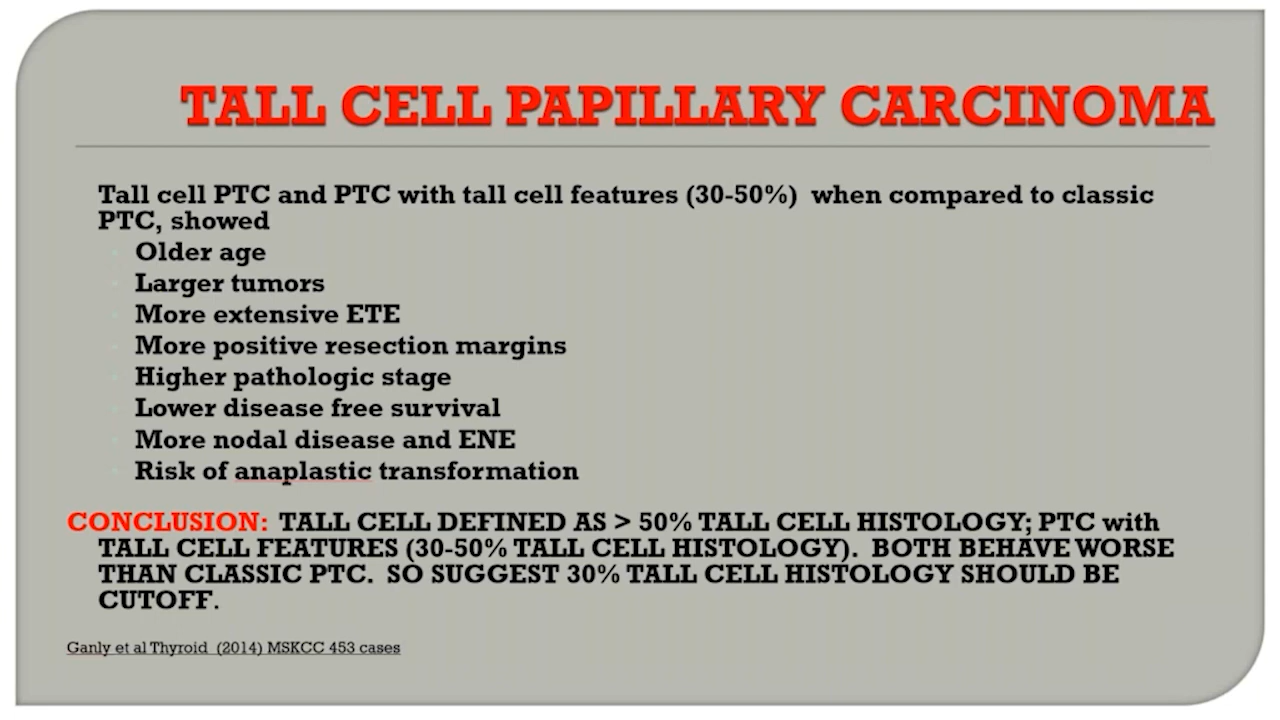 TALL CELL PAPILLARY CARCINOMA
Tall cell PTC and PTC with tall cell features (30-50%) when compared to classic
PTC, showed
Older age
Larger tumors
More extensive ETE
More positive resection margins
Higher pathologic stage
Lower disease free survival
More nodal disease and ENE
Risk of anaplastic transformation
CONCLUSION: TALL CELL DEFINED AS > 50% TALL CELL HISTOLOGY; PTC with
TALL CELL FEATURES (30-50% TALL CELL HISTOLOGY). BOTH BEHAVE WORSE
THAN CLASSIC PTC. SO SUGGEST 30% TALL CELL HISTOLOGY SHOULD BE
CUTOFF.
Ganly et al Thyroid (2014) MSKCC 453 cases